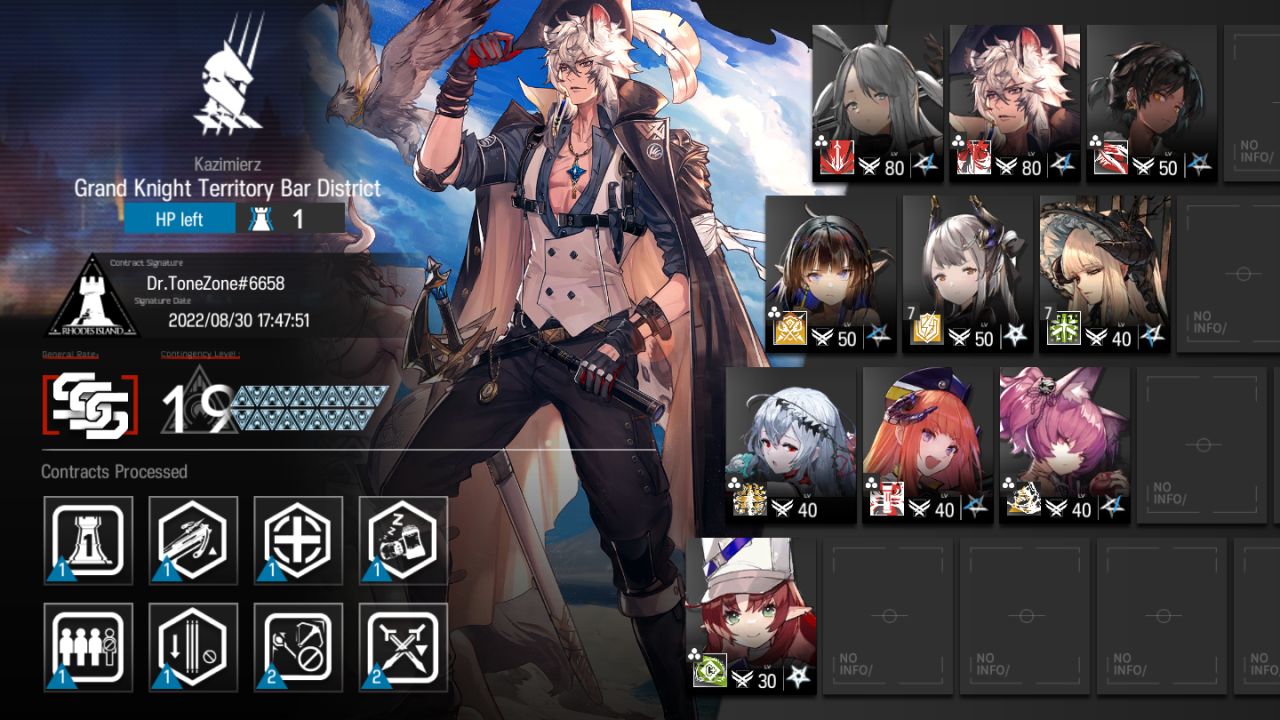 Kazimierz
Grand Knight Territory Bar District
HP left 1
Contract Signature
Dr.ToneZone#6658
Signature Date
2022/08/30 17:47:51
RHODES ISLAND
General Rate:
Contingency Level:
SSS
19
Contracts Processed
1
1
1
1
Z
Z
Z
1
1
1
2
2
LV
80
LV
80
LV
50
NO
INFO/
LV
50
7
LV
50
7
LV
40
NO
INFO/
LV
40
LV
40
LV
40
NO
INFO/
LV
30
NO
INFO/
NO
INFO/
NO
INFO/
NO
INFO